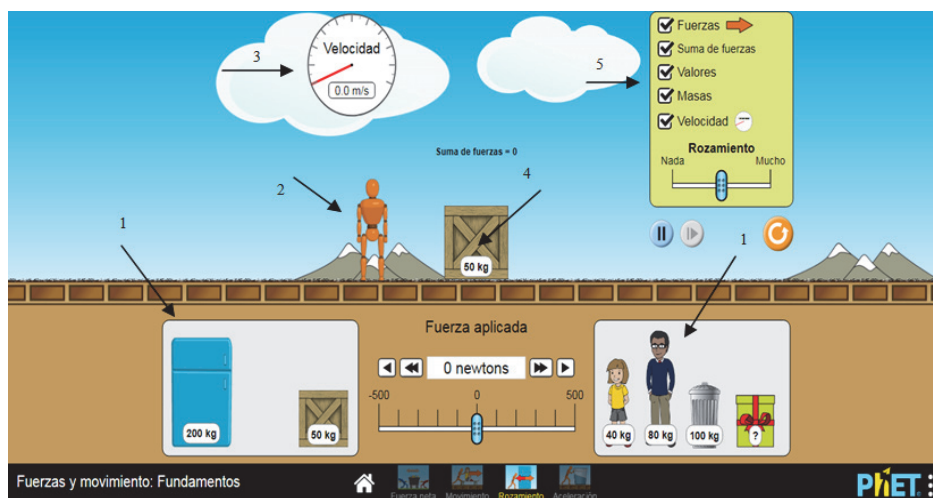 3
Velocidad
0.0 m/s
5
Fuerzas
Suma de fuerzas
Valores
Masas
Velocidad
Rozamiento
Nada Mucho
Suma de fuerzas = 0
2
4
1
1
50 kg
Fuerza aplicada
0 newtons
-500 0 500
200 kg
50 kg
40 kg
80 kg
100 kg
?
Fuerzas y movimiento: Fundamentos
Fuerza neta Movimiento Rozamiento Aceleración
PhET